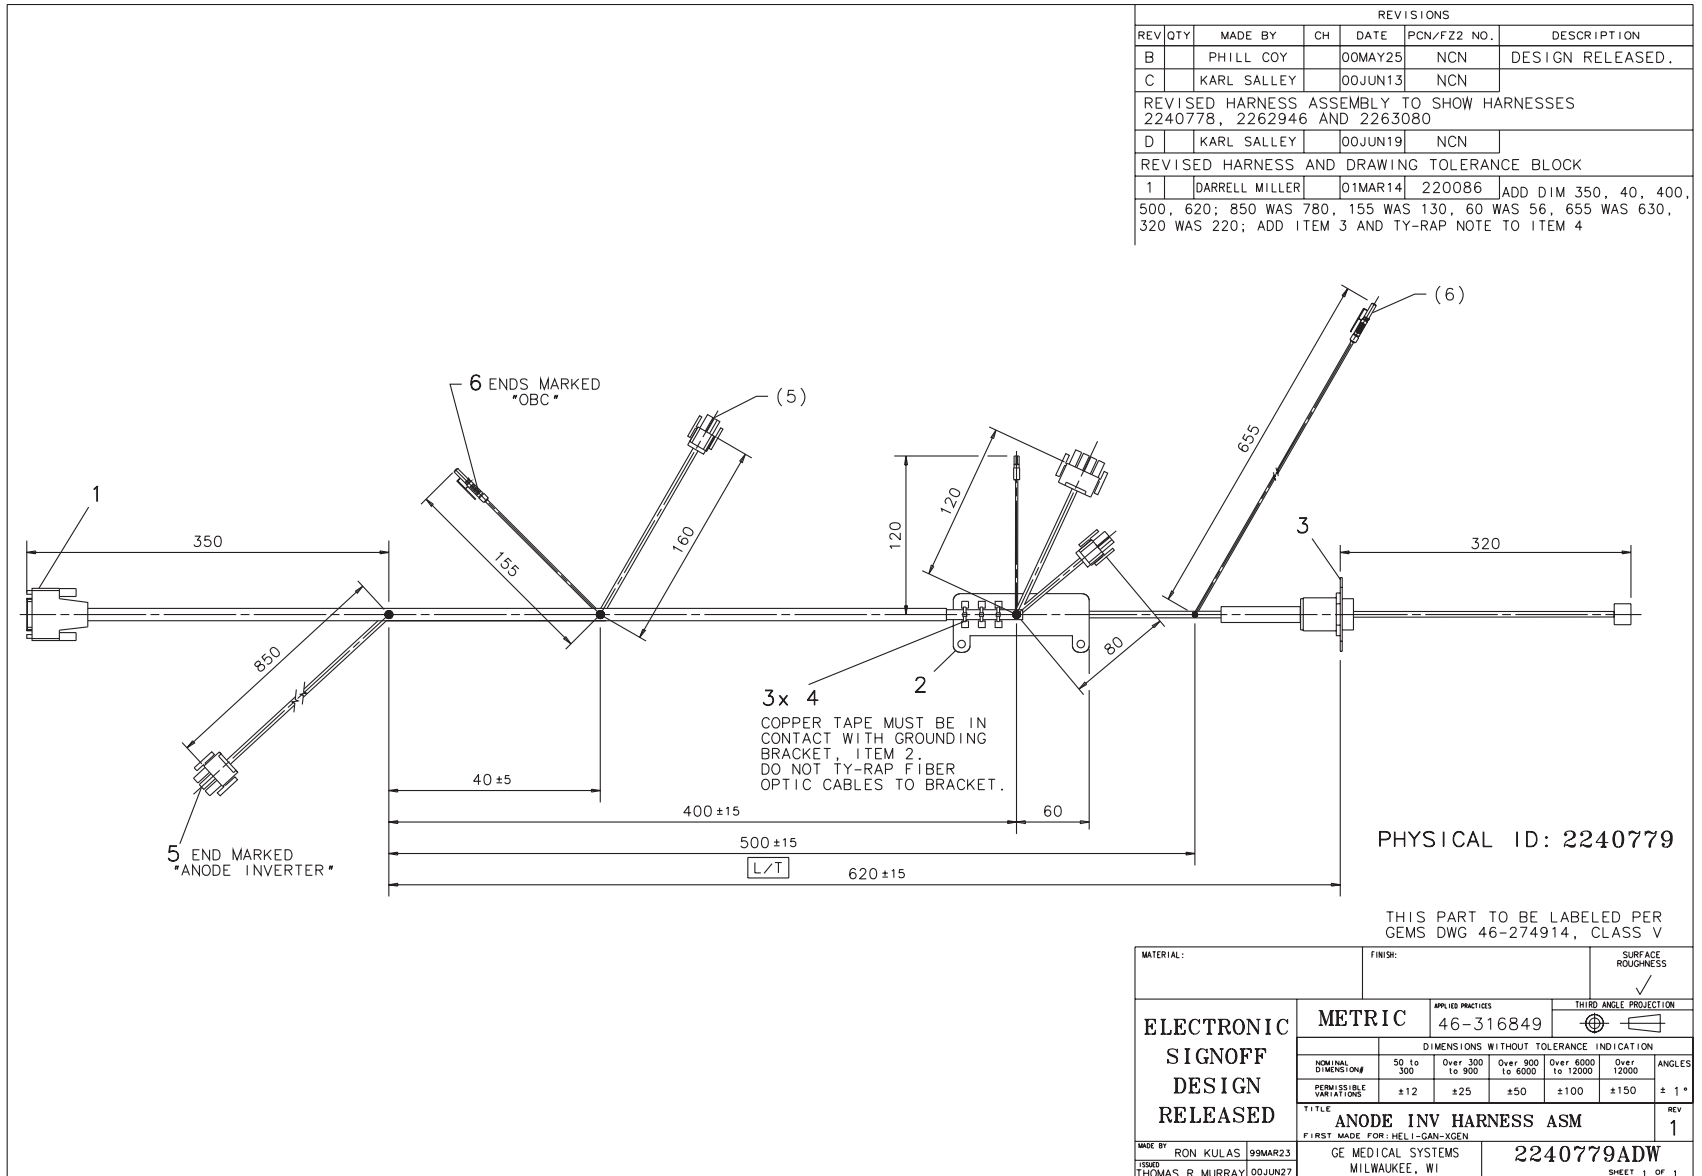 REVISIONS
REV QTY MADE BY CH DATE PCN/FZ2 NO. DESCRIPTION
B PHILL COY 00MAY25 NCN DESIGN RELEASED.
C KARL SALLEY 00JUN13 NCN
REVISED HARNESS ASSEMBLY TO SHOW HARNESSES
2240778, 2262946 AND 2263080
D KARL SALLEY 00JUN19 NCN
REVISED HARNESS AND DRAWING TOLERANCE BLOCK
1 DARRELL MILLER 01MAR14 220086 ADD DIM 350, 40, 400,
500, 620; 850 WAS 780, 155 WAS 130, 60 WAS 56, 655 WAS 630,
320 WAS 220; ADD ITEM 3 AND TY-RAP NOTE TO ITEM 4
(6)
6 ENDS MARKED
"OBC"
(5)
655
120
120
160
155
1
3
350
320
850
80
2
3x 4
COPPER TAPE MUST BE IN
CONTACT WITH GROUNDING
BRACKET, ITEM 2.
DO NOT TY-RAP FIBER
OPTIC CABLES TO BRACKET.
40±5
400±15
60
500±15
L/T
620±15
5 END MARKED
"ANODE INVERTER"
PHYSICAL ID: 2240779
THIS PART TO BE LABELED PER
GEMS DWG 46-274914, CLASS V
MATERIAL: FINISH: SURFACE
ROUGHNESS
ELECTRONIC
SIGNOFF
DESIGN
RELEASED
METRIC
APPLIED PRACTICES
46-316849
THIRD ANGLE PROJECTION
DIMENSIONS WITHOUT TOLERANCE INDICATION
NOMINAL DIMENSION# 50 to 300 Over 300 to 900 Over 900 to 6000 Over 6000 to 12000 Over 12000 ANGLES
PERMISSIBLE VARIATIONS ±12 ±25 ±50 ±100 ±150 ± 1°
TITLE
ANODE INV HARNESS ASM
FIRST MADE FOR: HELI-GAN-XGEN
REV
1
MADE BY
RON KULAS 99MAR23
ISSUED
THOMAS R MURRAY 00JUN27
GE MEDICAL SYSTEMS
MILWAUKEE, WI
2240779ADW
SHEET 1 OF 1